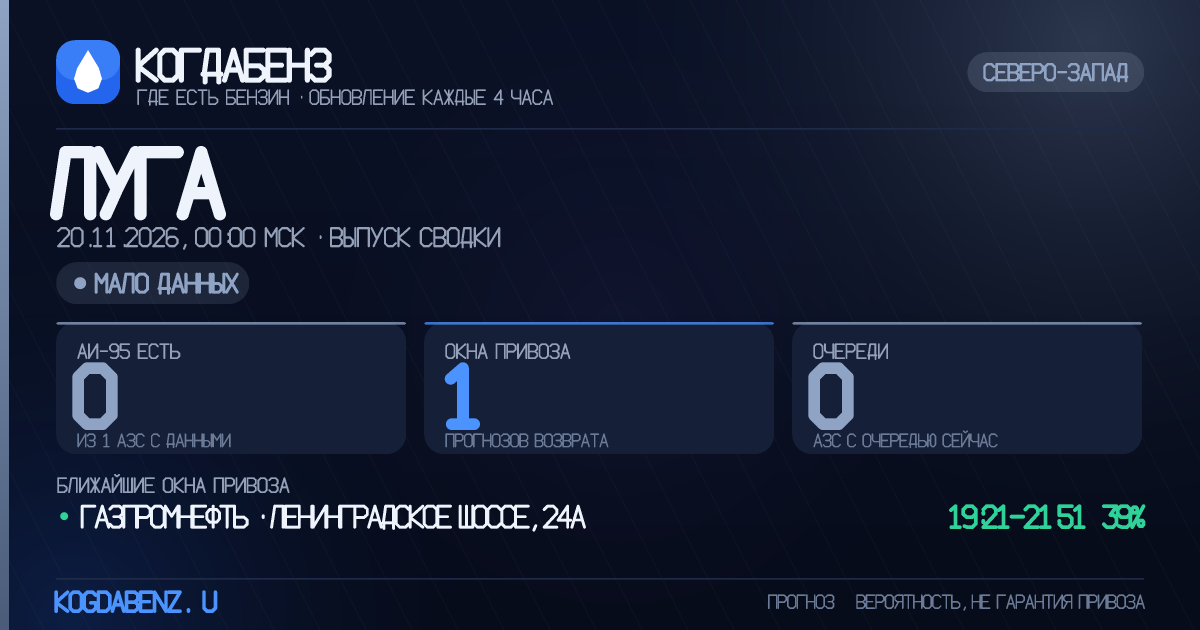 КОГДАБЕНЗ
ГДЕ ЕСТЬ БЕНЗИН · ОБНОВЛЕНИЕ КАЖДЫЕ 4 ЧАСА
СЕВЕРО-ЗАПАД
ЛУГА
20.11.2026, 00:00 МСК · ВЫПУСК СВОДКИ
МАЛО ДАННЫХ
АИ-95 ЕСТЬ
0
ИЗ 1 АЗС С ДАННЫМИ
ОКНА ПРИВОЗА
1
ПРОГНОЗОВ ВОЗВРАТА
ОЧЕРЕДИ
0
АЗС С ОЧЕРЕДЬЮ СЕЙЧАС
БЛИЖАЙШИЕ ОКНА ПРИВОЗА
• ГАЗПРОМНЕФТЬ · ЛЕНИНГРАДСКОЕ ШОССЕ, 24А
19:21-21 51 39%
KOGDABENZ. U
ПРОГНОЗ ВЕРОЯТНОСТЬ, НЕ ГАРАНТИЯ ПРИВОЗА